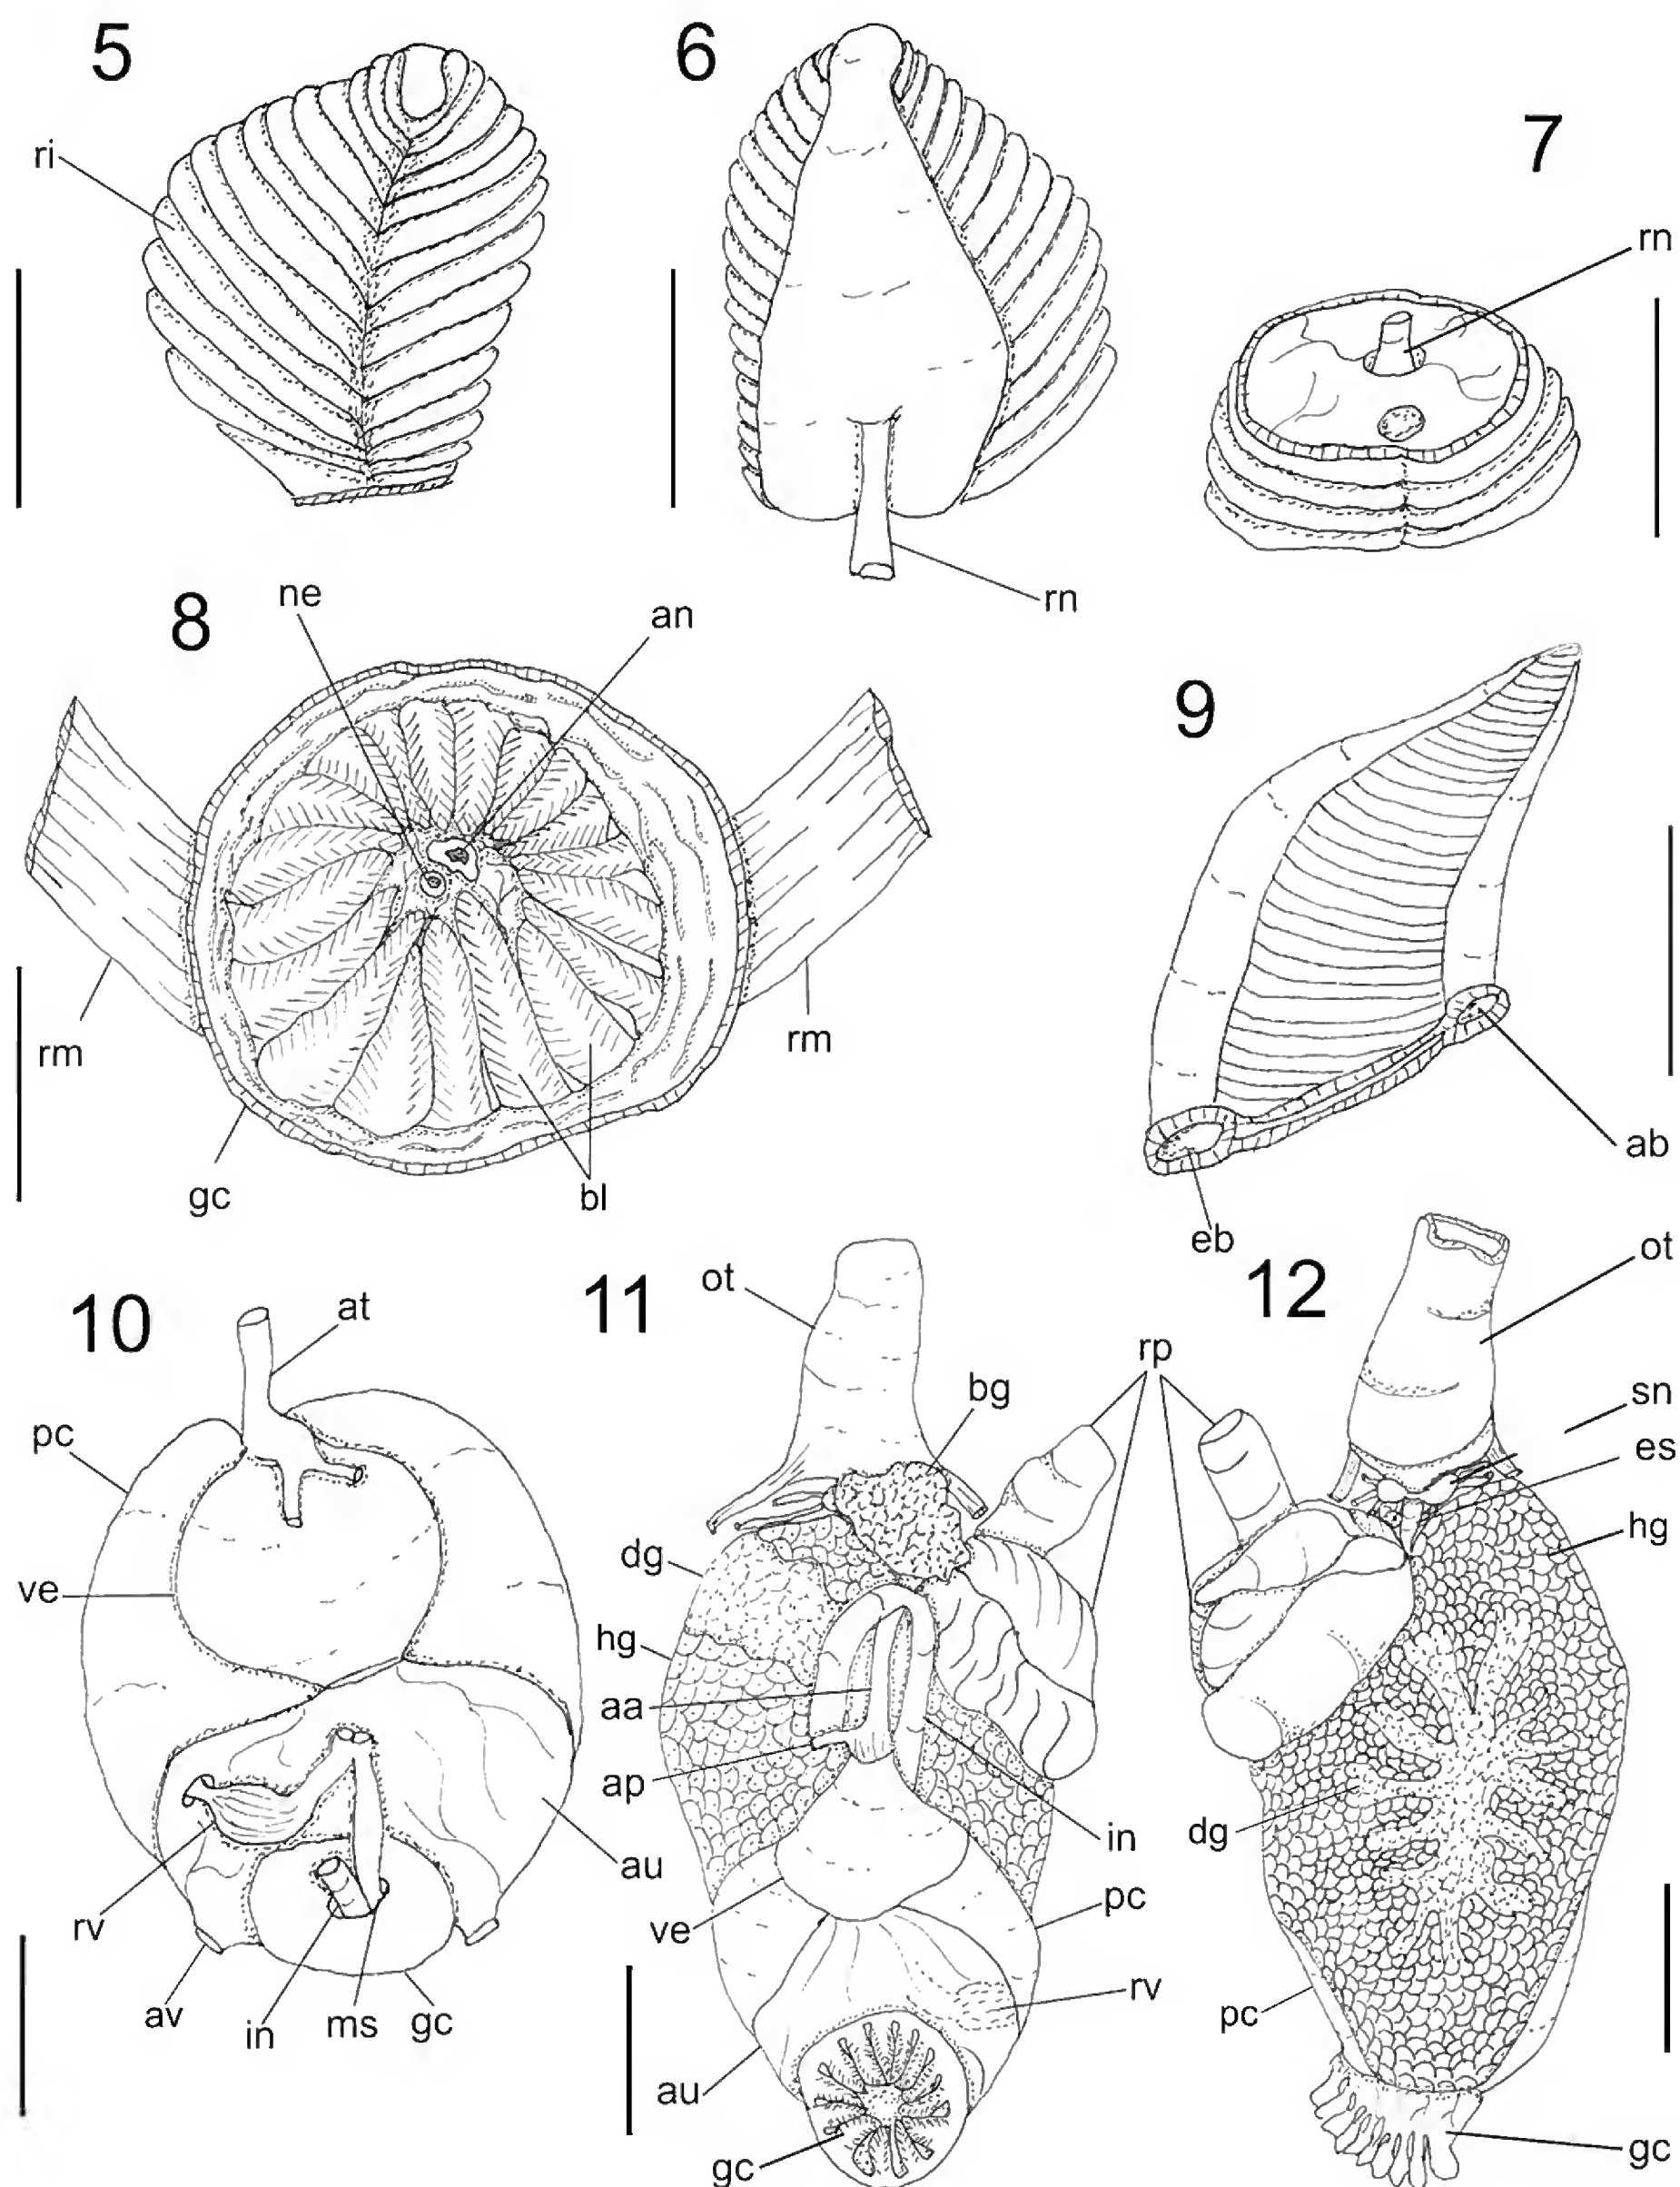 5
ri
6
rn
7
rn
8
ne
an
rm
rm
gc
bl
9
ab
eb
10
at
pc
ve
rv
av
in
ms
gc
au
11
ot
bg
rp
dg
hg
aa
ap
in
ve
pc
rv
au
gc
12
ot
sn
es
hg
dg
pc
gc